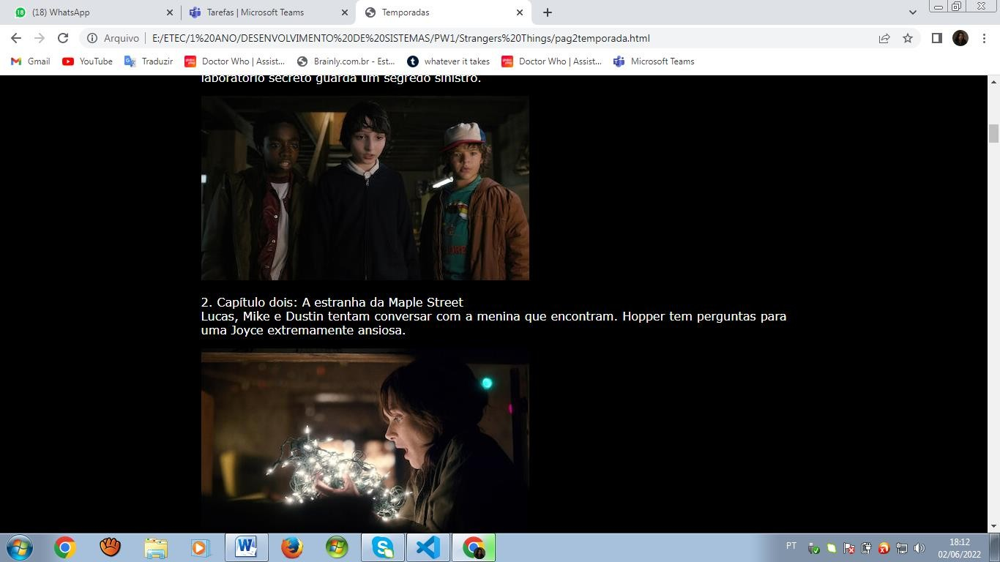 (18) WhatsApp
Tarefas | Microsoft Teams
Temporadas
Arquivo | E:/ETEC/1%20ANO/DESENVOLVIMENTO%20DE%20SISTEMAS/PW1/Strangers%20Things/pag2temporada.html
Gmail YouTube Traduzir Doctor Who | Assist... Brainly.com.br - Est... whatever it takes Doctor Who | Assist... Microsoft Teams
laboratório secreto guarda um segredo sinistro.
2. Capítulo dois: A estranha da Maple Street
Lucas, Mike e Dustin tentam conversar com a menina que encontram. Hopper tem perguntas para
uma Joyce extremamente ansiosa.
PT
18:12
02/06/2022